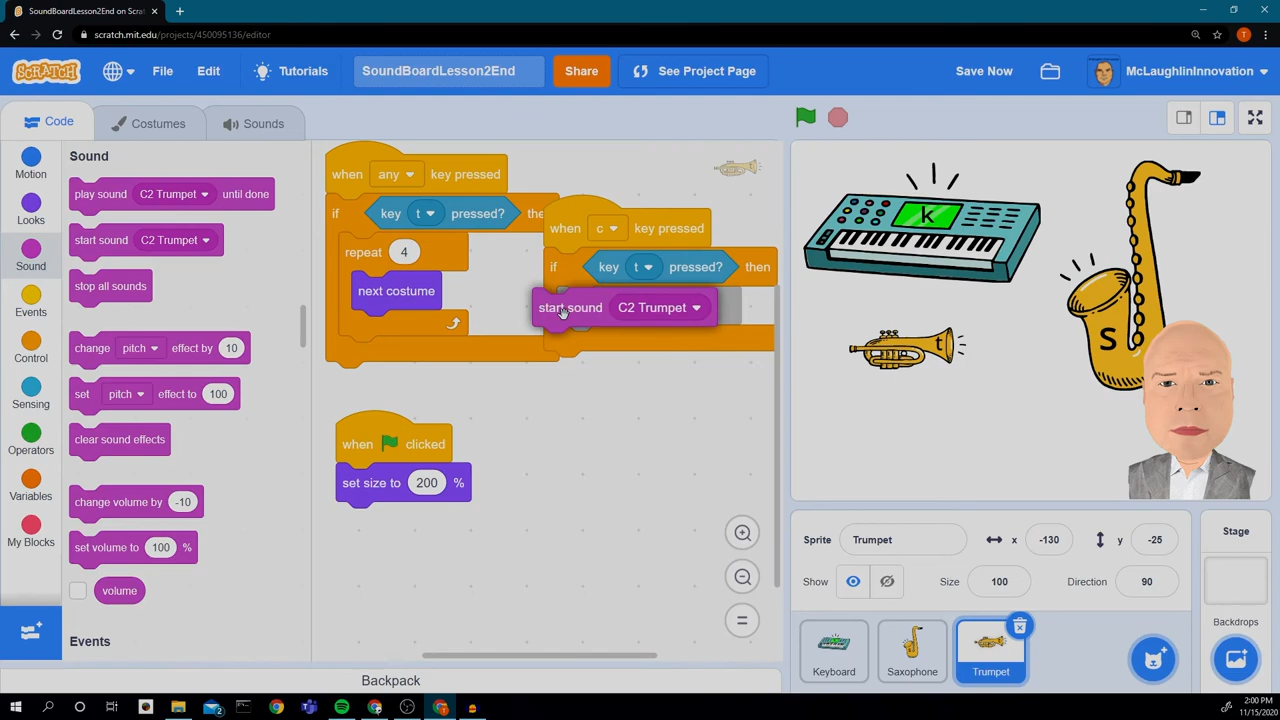 SoundBoardLesson2End on Scra
scratch.mit.edu/projects/450095136/editor
T
SCRATCH
File
Edit
Tutorials
SoundBoardLesson2End
Share
See Project Page
Save Now
McLaughlinInnovation
Code
Costumes
Sounds
Motion
Looks
Sound
Events
Control
Sensing
Operators
Variables
My Blocks
Sound
play sound C2 Trumpet until done
start sound C2 Trumpet
stop all sounds
change pitch effect by 10
set pitch effect to 100
clear sound effects
change volume by -10
set volume to 100 %
volume
Events
when any key pressed
if key t pressed? the
repeat 4
next costume
when c key pressed
if key t pressed? then
start sound C2 Trumpet
when clicked
set size to 200 %
Backpack
k
t
S
Sprite Trumpet x -130 y -25
Show Size 100 Direction 90
Keyboard
Saxophone
Trumpet
Stage
Backdrops
2:00 PM
11/15/2020